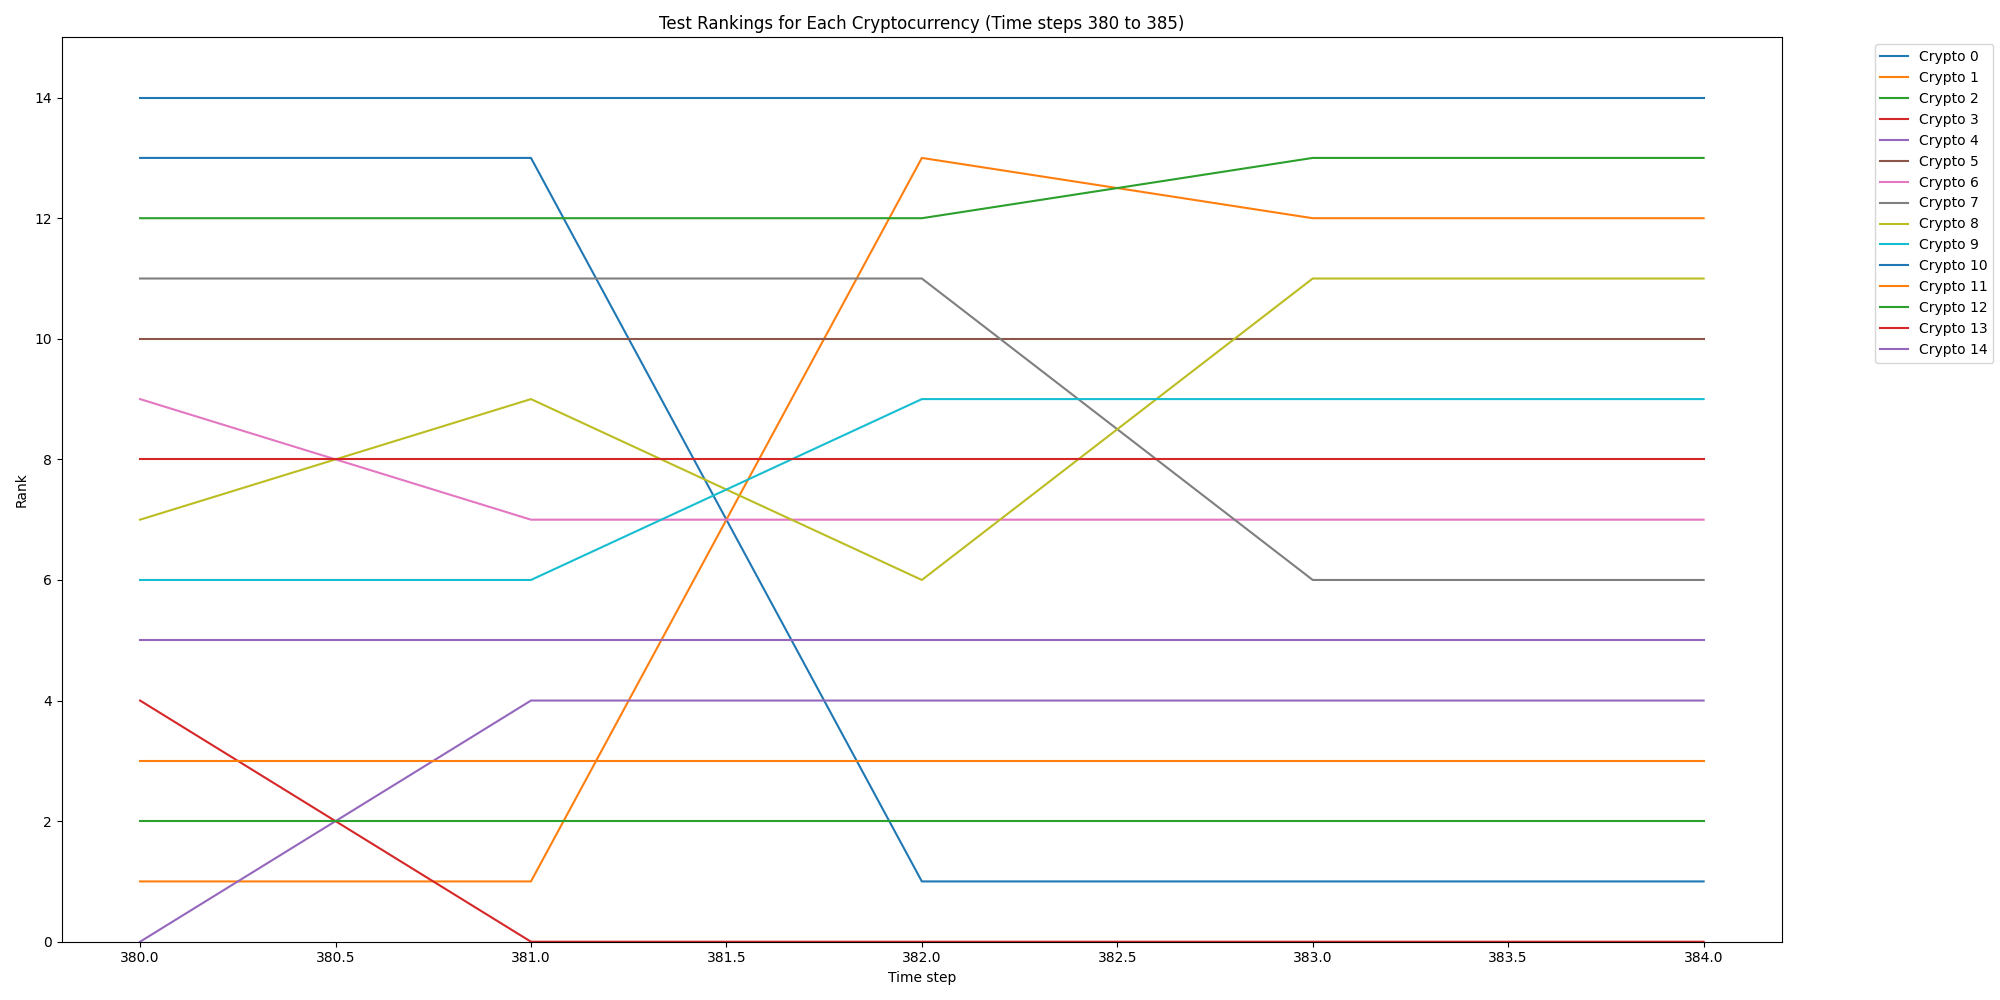 Test Rankings for Each Cryptocurrency (Time steps 380 to 385)
Rank
14
12
10
8
6
4
2
0
380.0 380.5 381.0 381.5 382.0 382.5 383.0 383.5 384.0
Time step
Crypto 0
Crypto 1
Crypto 2
Crypto 3
Crypto 4
Crypto 5
Crypto 6
Crypto 7
Crypto 8
Crypto 9
Crypto 10
Crypto 11
Crypto 12
Crypto 13
Crypto 14